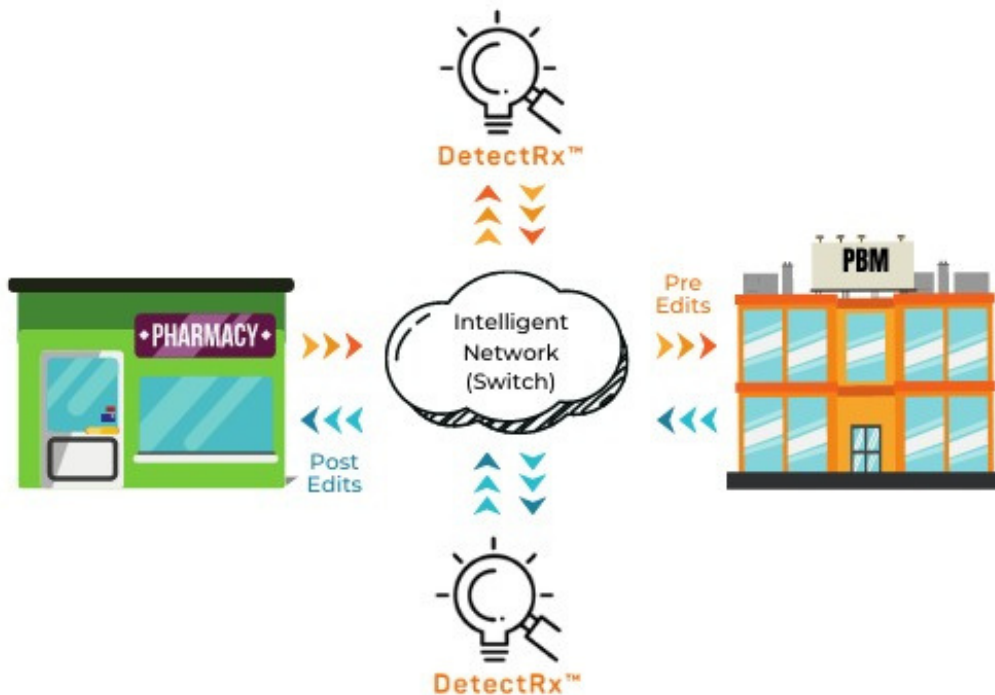 DetectRx™
PBM
Pre
Edits
PHARMACY
Intelligent
Network
(Switch)
Post
Edits
DetectRx™